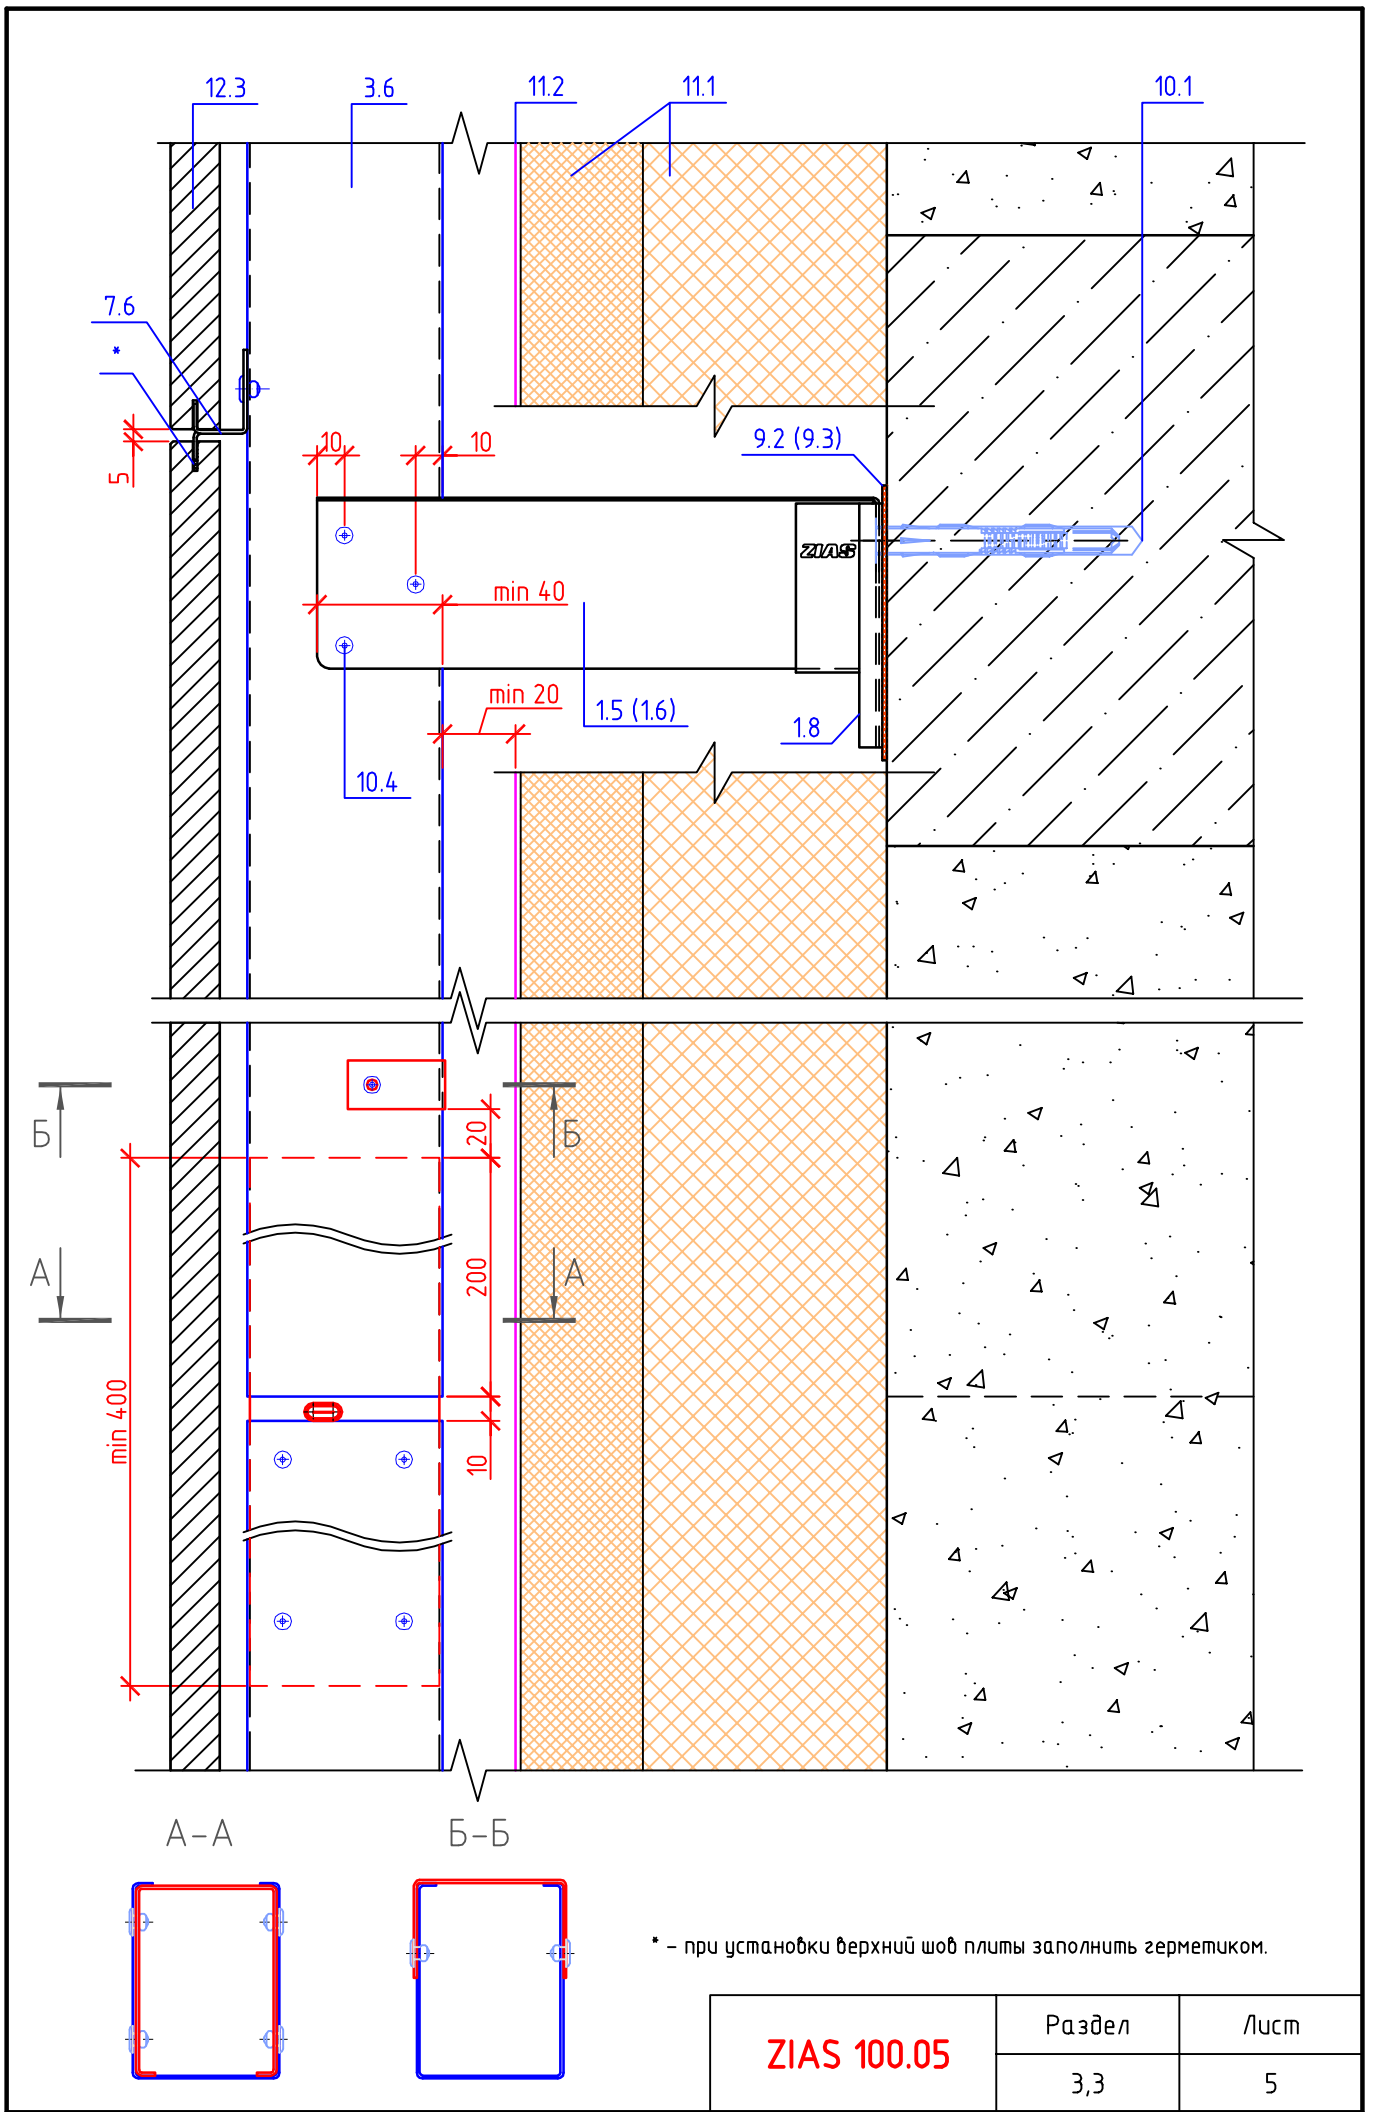 12.3
3.6
11.2
11.1
10.1
7.6
*
9.2 (9.3)
10
10
5
ZIAS
min 40
min 20
1.5 (1.6)
1.8
10.4
Б
Б
20
А
А
200
min 400
10
А-А
Б-Б
* - при установки верхний шов плиты заполнить герметиком.
ZIAS 100.05
Раздел
Лист
3,3
5